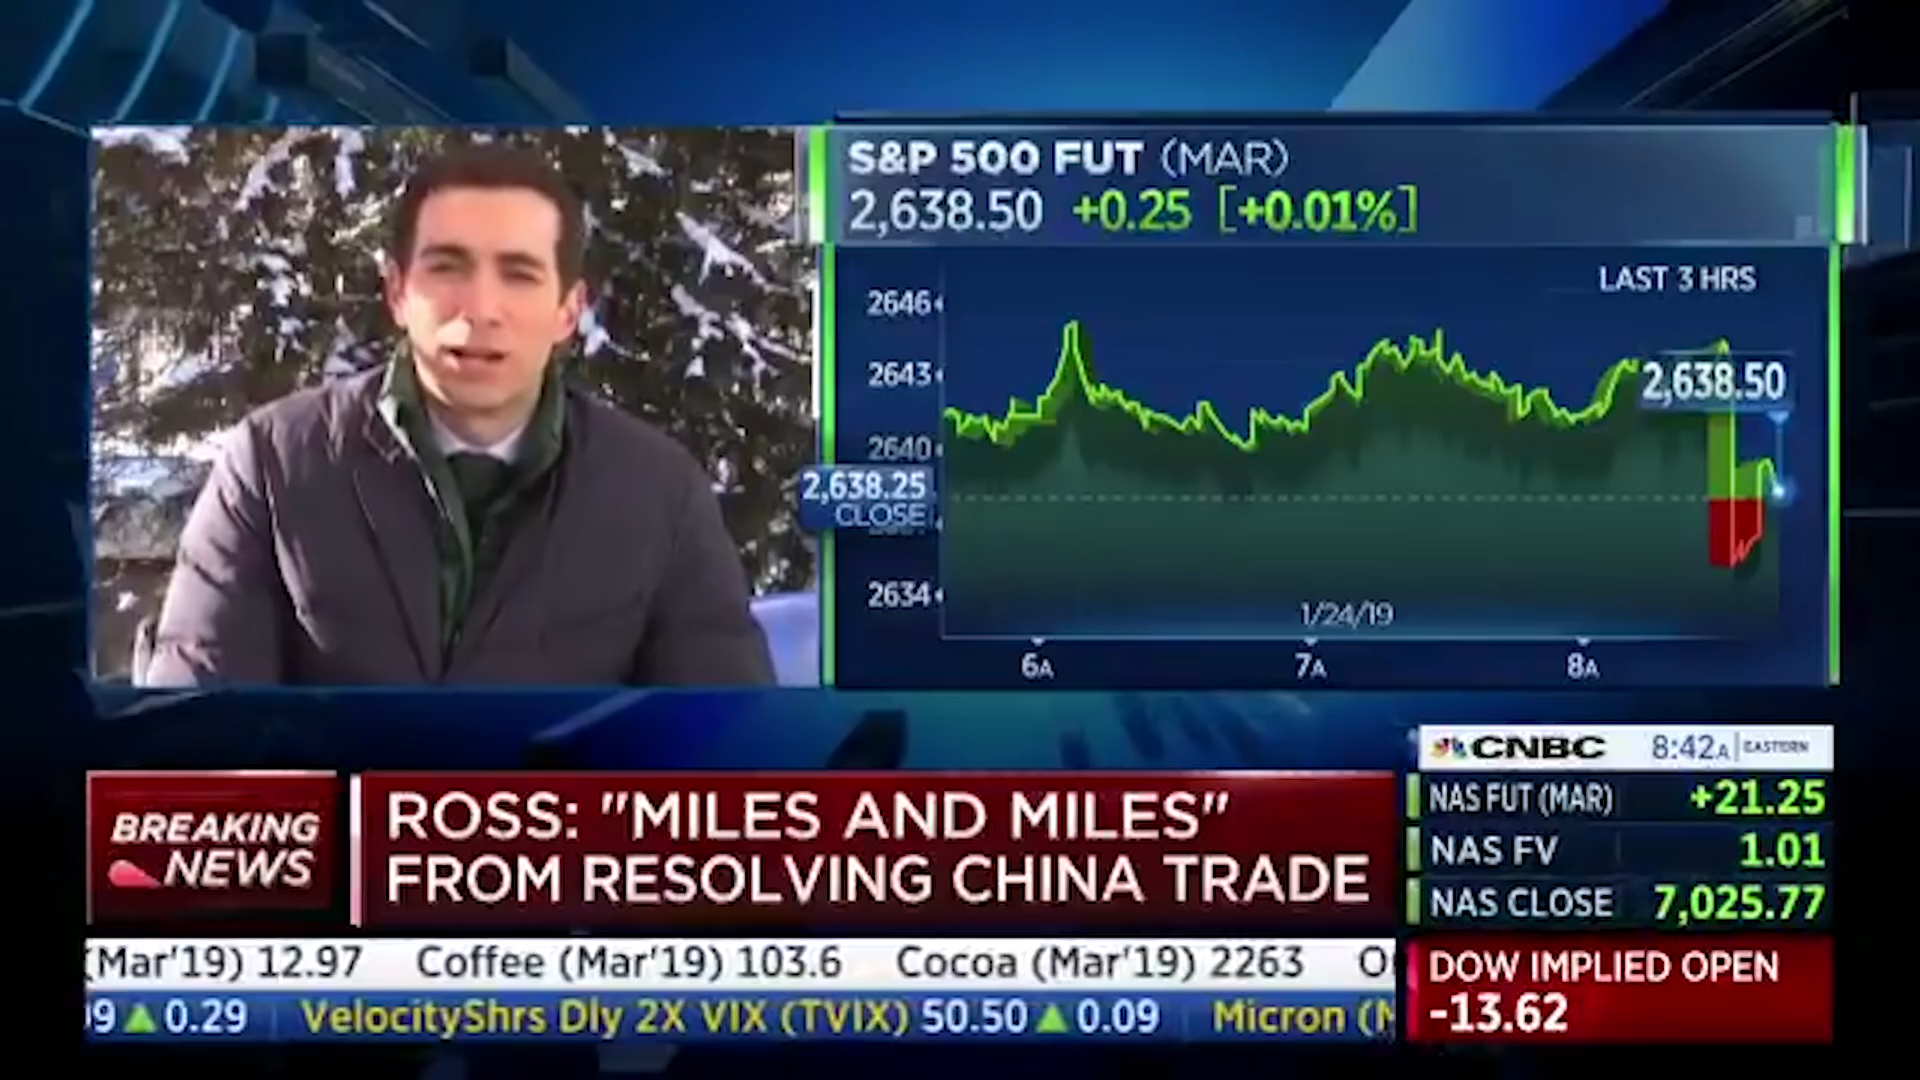 S&P 500 FUT (MAR)
2,638.50 +0.25 [+0.01%]
LAST 3 HRS
2646
2643
2,638.50
2640
2,638.25
CLOSE
2634
1/24/19
6A 7A 8A
CNBC 8:42A EASTERN
NAS FUT (MAR) +21.25
NAS FV 1.01
NAS CLOSE 7,025.77
BREAKING
NEWS
ROSS: "MILES AND MILES"
FROM RESOLVING CHINA TRADE
(Mar'19) 12.97 Coffee (Mar'19) 103.6 Cocoa (Mar'19) 2263
9 0.29 VelocityShrs Dly 2X VIX (TVIX) 50.50 0.09 Micron (
DOW IMPLIED OPEN
-13.62